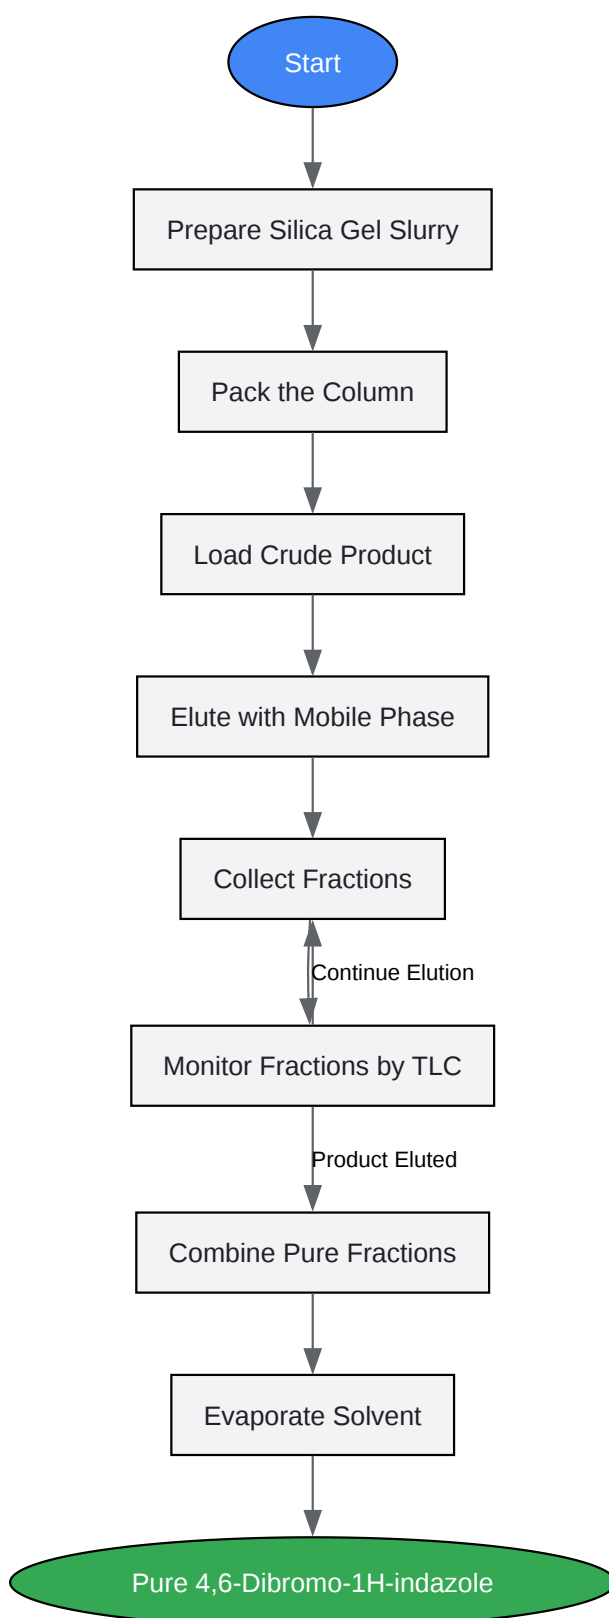 Start
Prepare Silica Gel Slurry
Pack the Column
Load Crude Product
Elute with Mobile Phase
Collect Fractions
Continue Elution
Monitor Fractions by TLC
Product Eluted
Combine Pure Fractions
Evaporate Solvent
Pure 4,6-Dibromo-1H-indazole